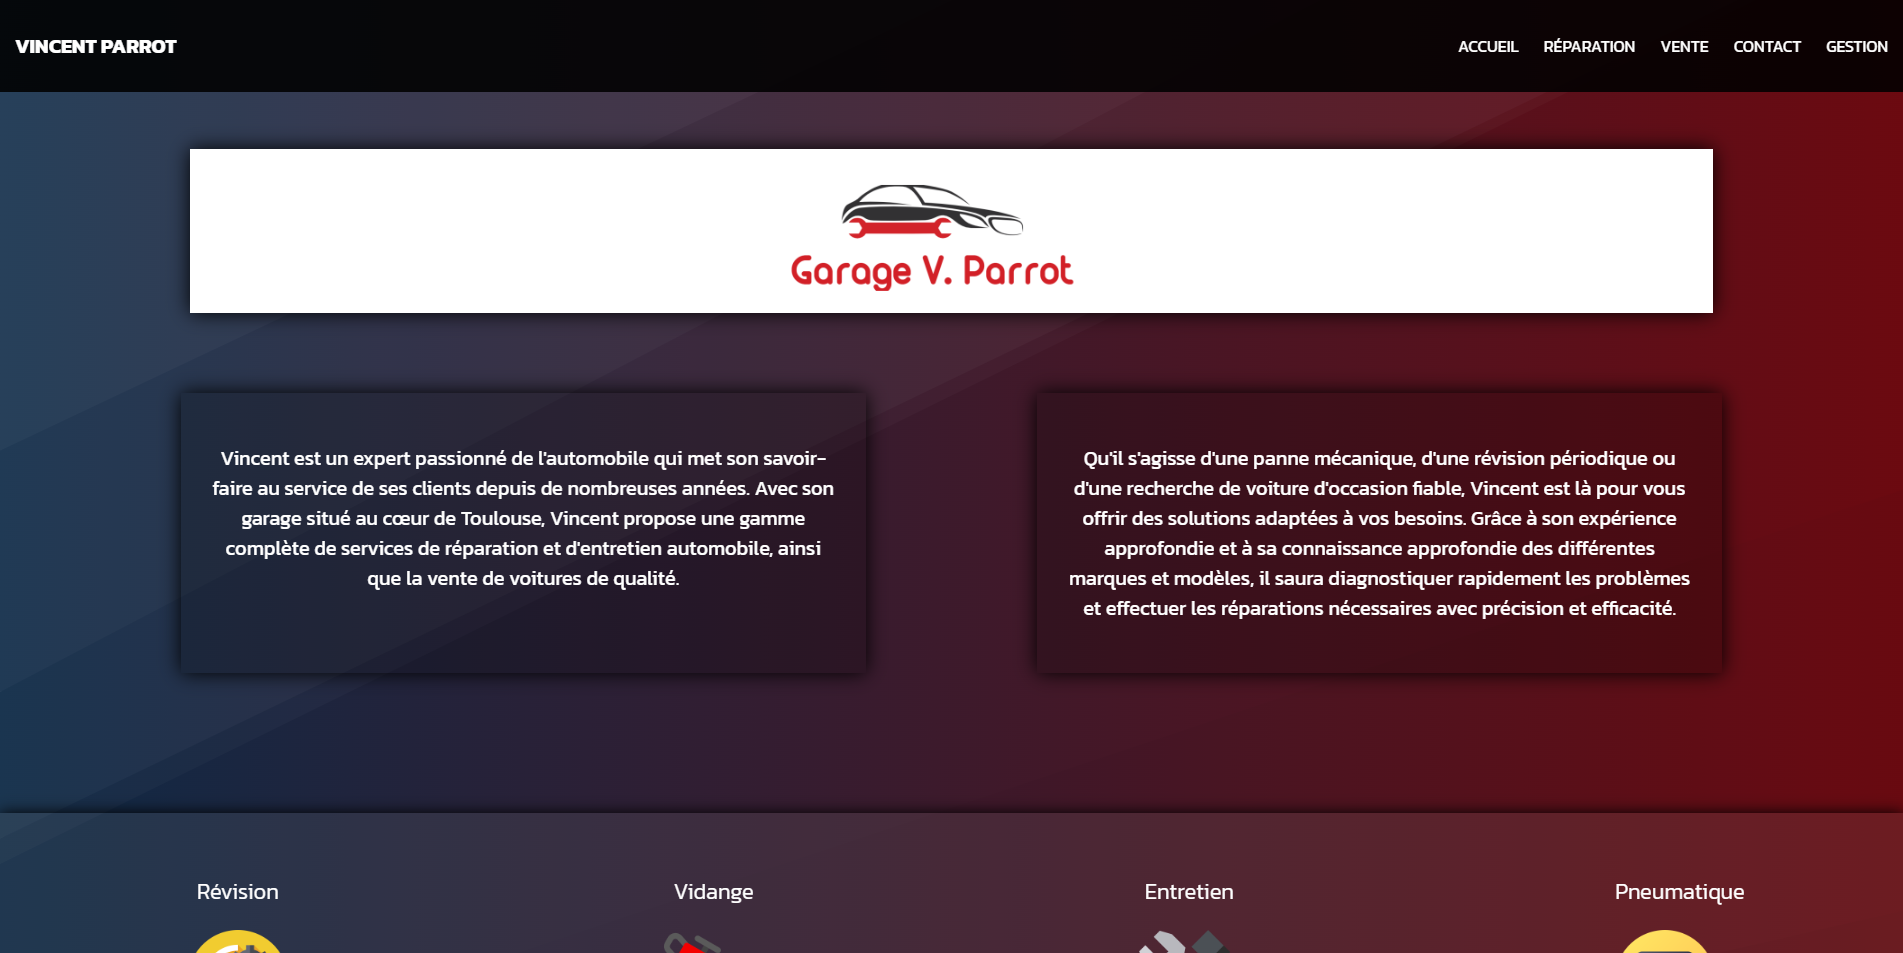 VINCENT PARROT
ACCUEIL RÉPARATION VENTE CONTACT GESTION
Garage V. Parrot
Vincent est un expert passionné de l'automobile qui met son savoir-
faire au service de ses clients depuis de nombreuses années. Avec son
garage situé au cœur de Toulouse, Vincent propose une gamme
complète de services de réparation et d'entretien automobile, ainsi
que la vente de voitures de qualité.
Qu'il s'agisse d'une panne mécanique, d'une révision périodique ou
d'une recherche de voiture d'occasion fiable, Vincent est là pour vous
offrir des solutions adaptées à vos besoins. Grâce à son expérience
approfondie et à sa connaissance approfondie des différentes
marques et modèles, il saura diagnostiquer rapidement les problèmes
et effectuer les réparations nécessaires avec précision et efficacité.
Révision
Vidange
Entretien
Pneumatique